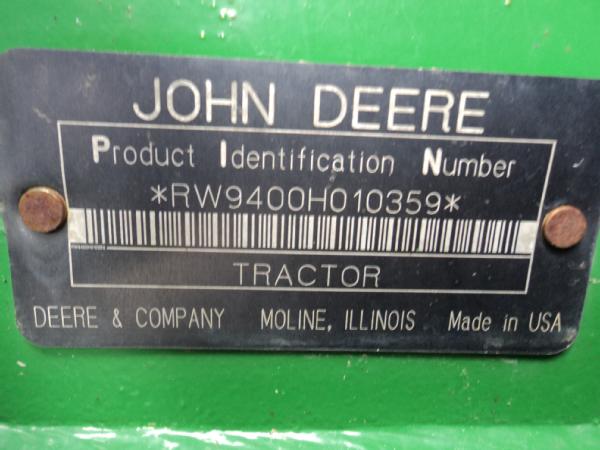 JOHN DEERE
Product Identification Number
*RW9400H010359*
TRACTOR
DEERE & COMPANY MOLINE, ILLINOIS Made in USA